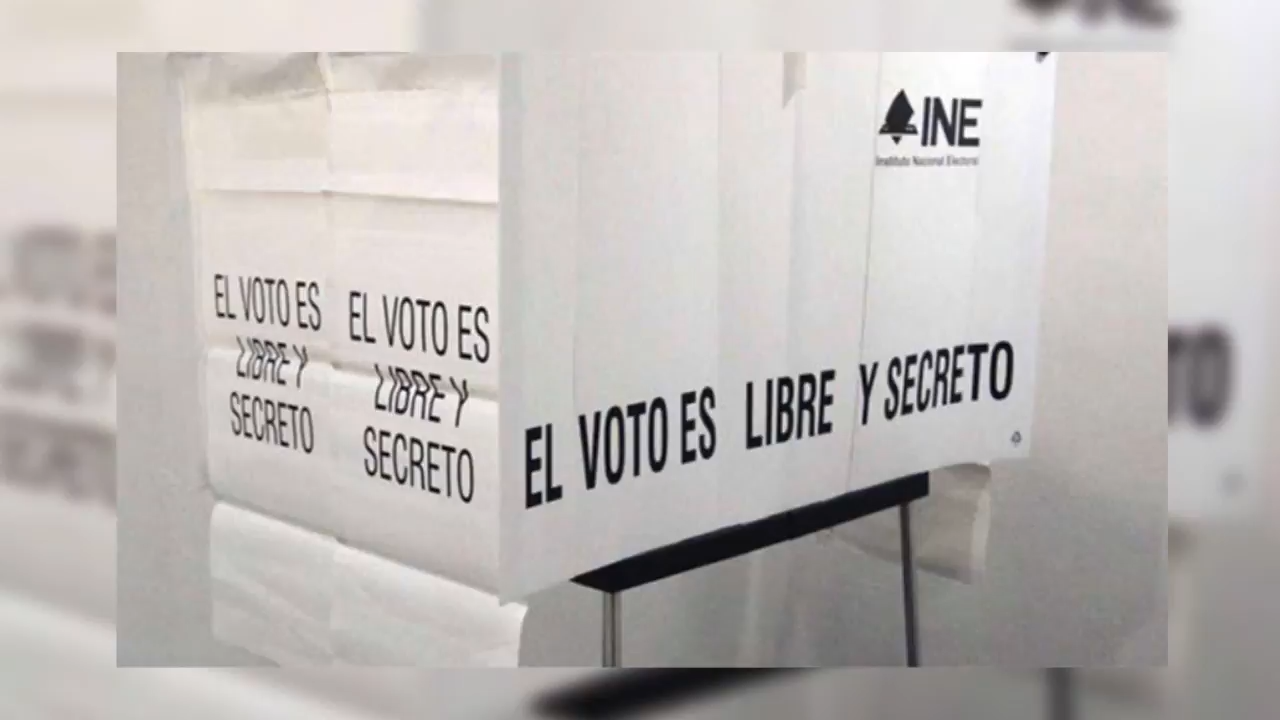 INE
Instituto Nacional Electoral
EL VOTO ES
LIBRE Y
SECRETO
EL VOTO ES
LIBRE Y
SECRETO
EL VOTO ES LIBRE Y SECRETO